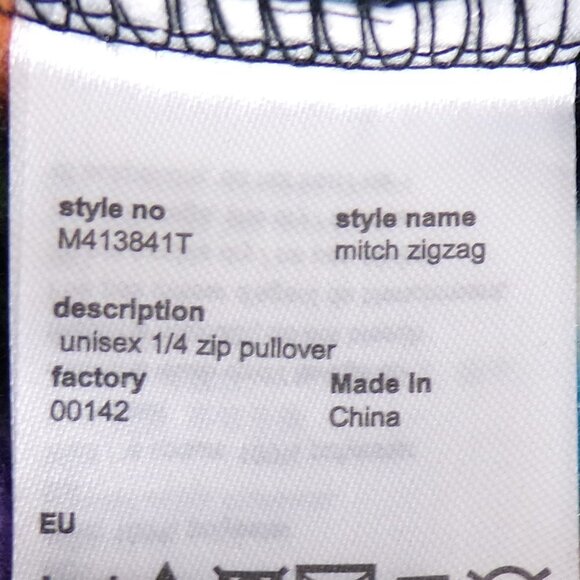 style no
M413841T
style name
mitch zigzag
description
unisex 1/4 zip pullover
factory
00142
Made In
China
EU